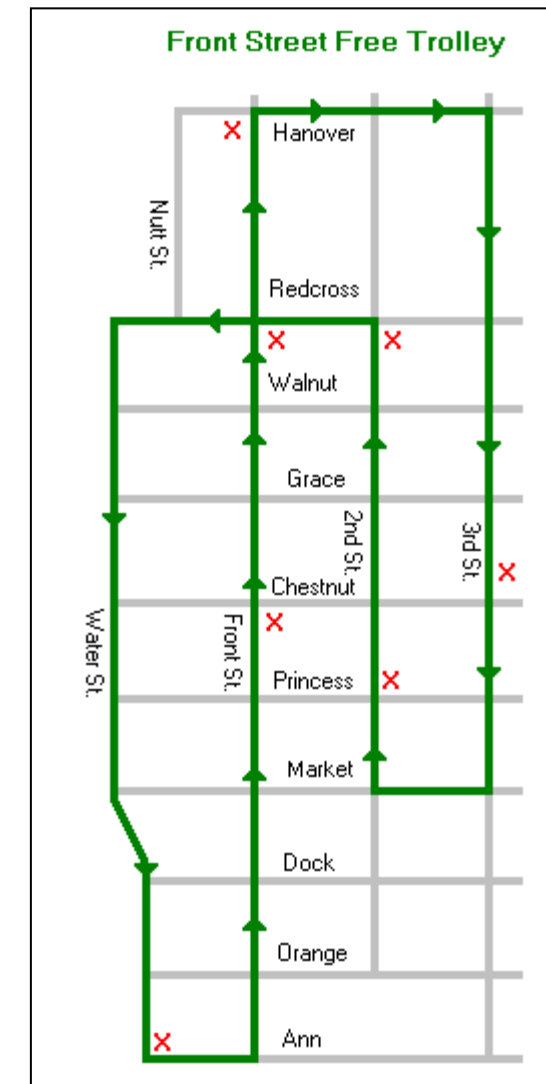 Front Street Free Trolley
Hanover
Nutt St.
Redcross
Walnut
Grace
2nd St.
3rd St.
Chestnut
Water St.
Front St.
Princess
Market
Dock
Orange
Ann